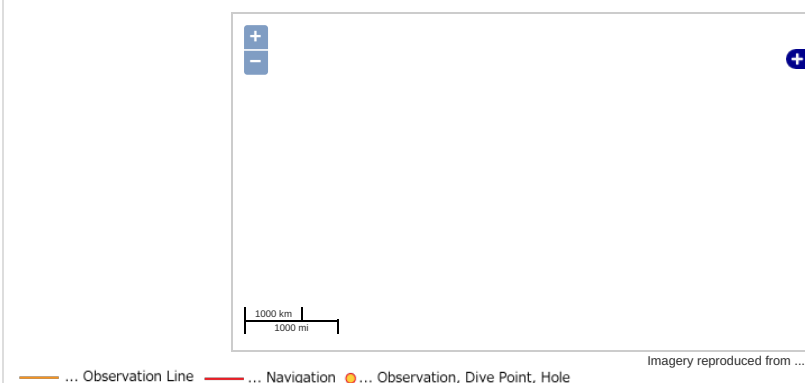 +
−
+
1000 km
1000 mi
Imagery reproduced from ...
... Observation Line ... Navigation ... Observation, Dive Point, Hole